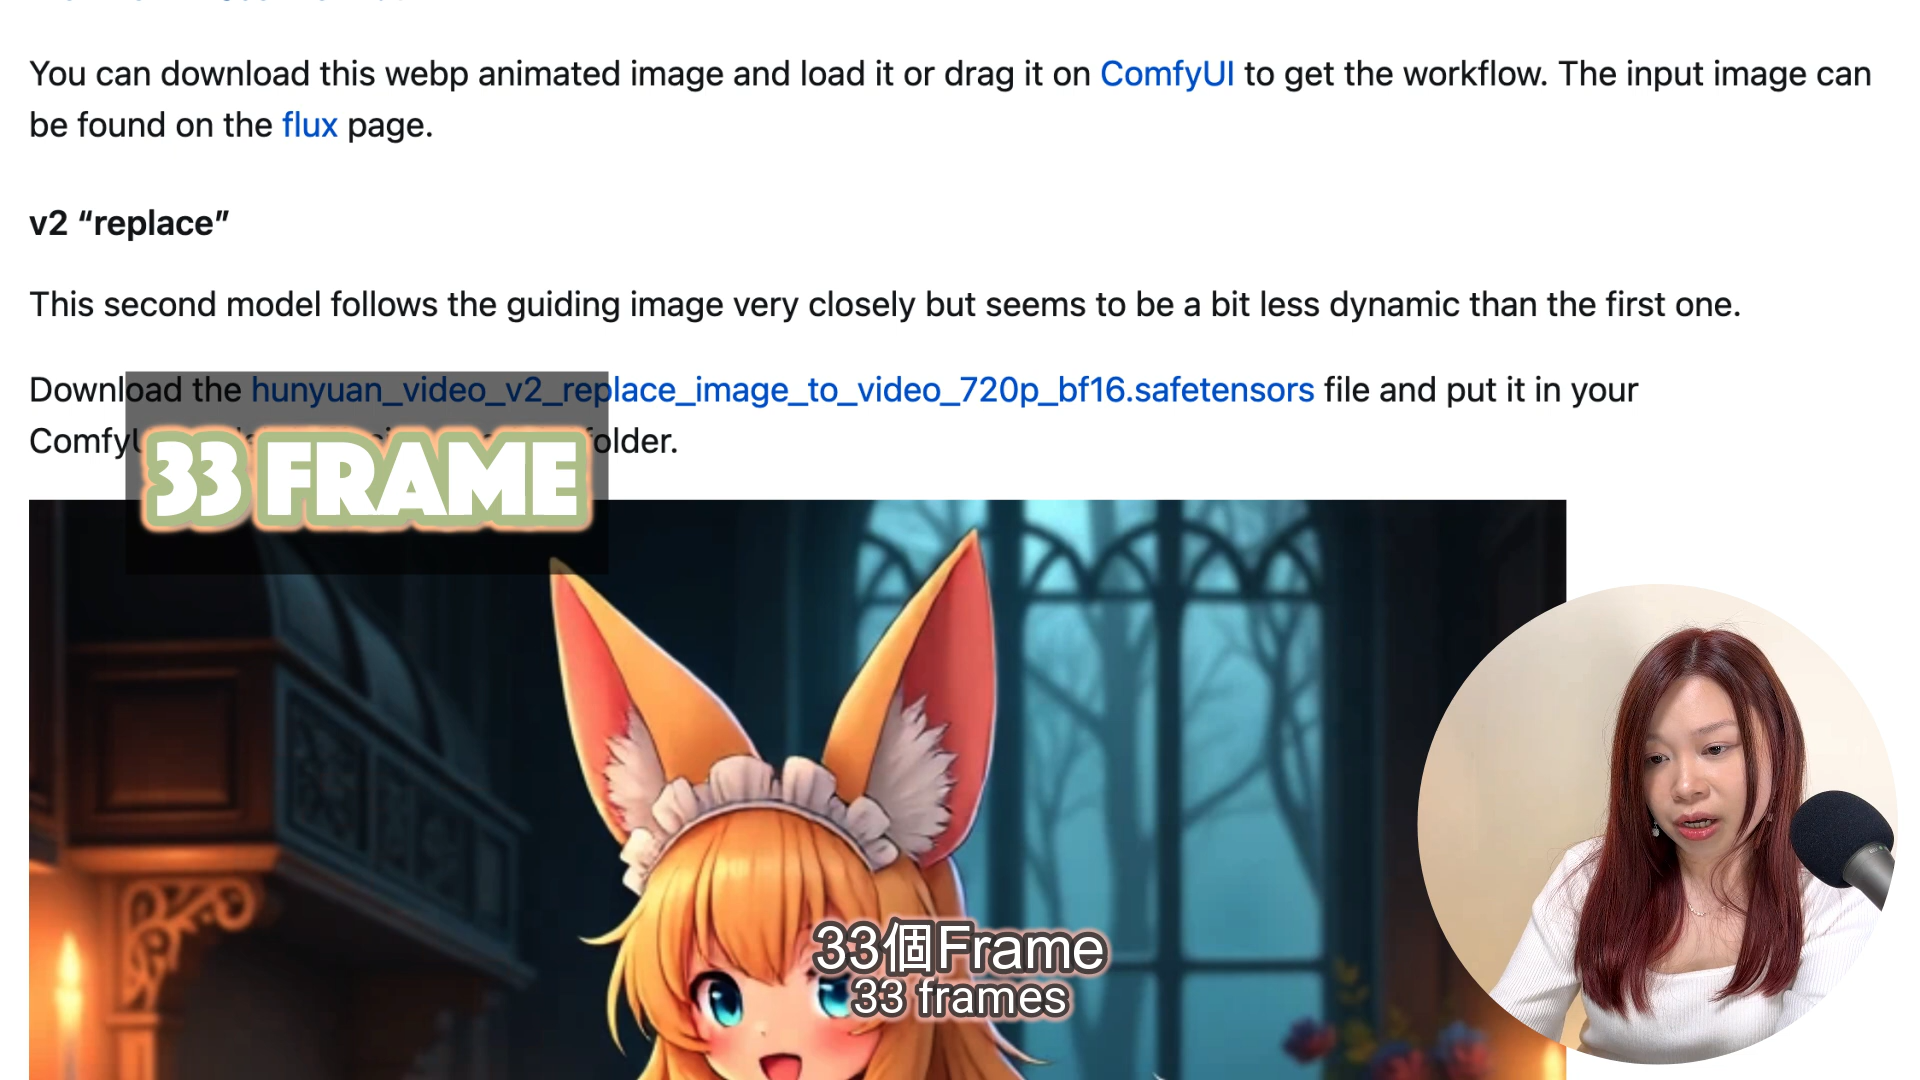 You can download this webp animated image and load it or drag it on ComfyUI to get the workflow. The input image can
be found on the flux page.
v2 “replace”
This second model follows the guiding image very closely but seems to be a bit less dynamic than the first one.
Download the hunyuan_video_v2_replace_image_to_video_720p_bf16.safetensors file and put it in your
folder.
33 FRAME
33個Frame
33 frames